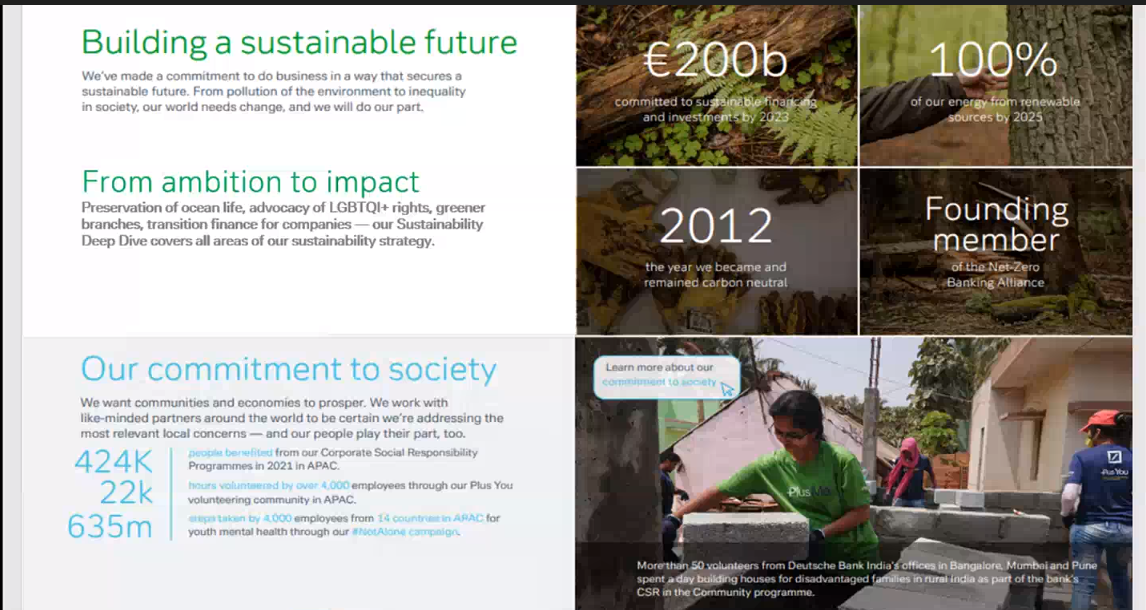 Building a sustainable future
We've made a commitment to do business in a way that secures a
sustainable future. From pollution of the environment to inequality
in society, our world needs change, and we will do our part.
From ambition to impact
Preservation of ocean life, advocacy of LGBTQI+ rights, greener
branches, transition finance for companies — our Sustainability
Deep Dive covers all areas of our sustainability strategy.
€200b
committed to sustainable financing
and investments by 2023
100%
of our energy from renewable
sources by 2025
2012
the year we became and
remained carbon neutral
Founding
member
of the Net-Zero
Banking Alliance
Our commitment to society
We want communities and economies to prosper. We work with
like-minded partners around the world to be certain we're addressing the
most relevant local concerns — and our people play their part, too.
424K
people benefited from our Corporate Social Responsibility
Programmes in 2021 in APAC.
22k
hours volunteered by over 4,000 employees through our Plus You
volunteering community in APAC.
635m
steps taken by 4,000 employees from 14 countries in APAC for
youth mental health through our #NotAlone campaign.
Learn more about our
commitment to society
Plus You
More than 50 volunteers from Deutsche Bank India's offices in Bangalore, Mumbai and Pune
spent a day building houses for disadvantaged families in rural India as part of the bank's
CSR in the Community programme.